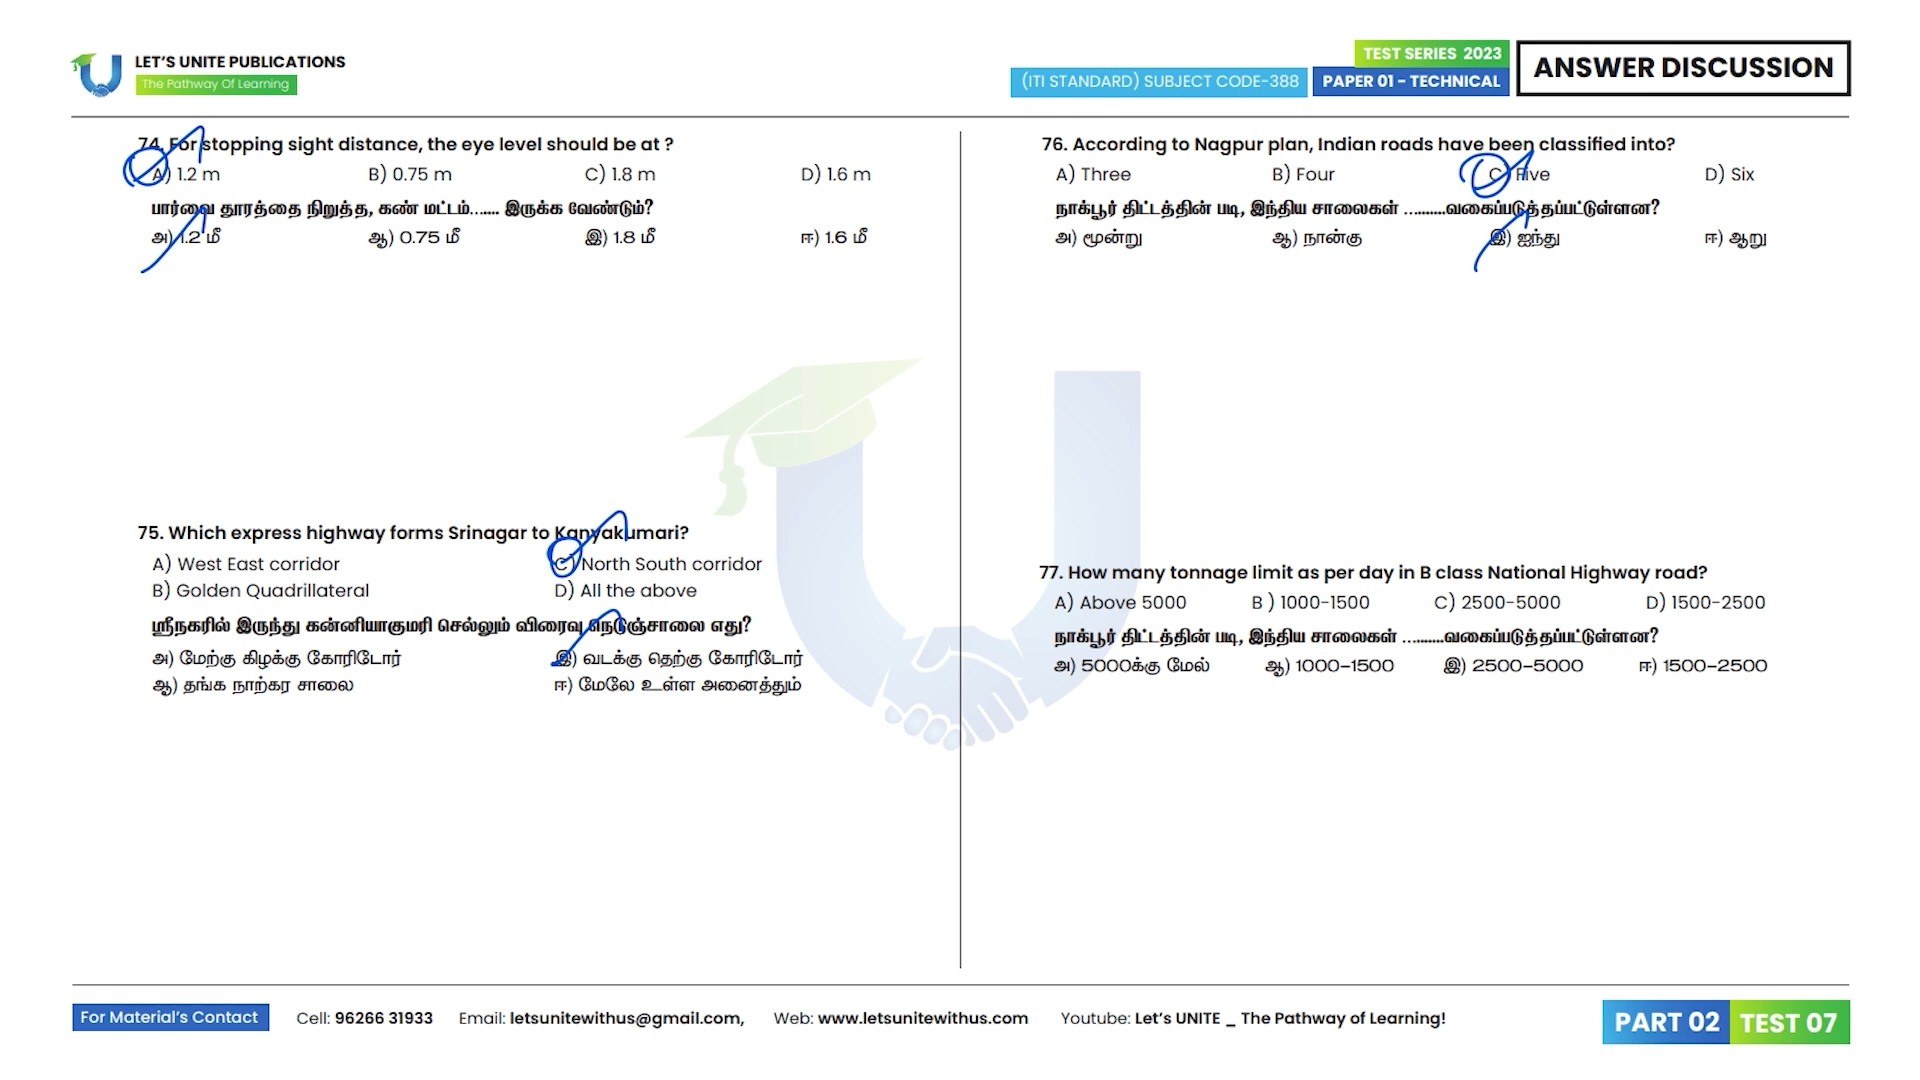 LET'S UNITE PUBLICATIONS
The Pathway Of Learning
TEST SERIES 2023
(ITI STANDARD) SUBJECT CODE-388
PAPER 01 - TECHNICAL
ANSWER DISCUSSION
74. For stopping sight distance, the eye level should be at ?
A) 1.2 m B) 0.75 m C) 1.8 m D) 1.6 m
பார்வை தூரத்தை நிறுத்த, கண் மட்டம்....... இருக்க வேண்டும்?
அ) 1.2 மீ ஆ) 0.75 மீ இ) 1.8 மீ ஈ) 1.6 மீ
75. Which express highway forms Srinagar to Kanyakumari?
A) West East corridor C) North South corridor
B) Golden Quadrillateral D) All the above
ஸ்ரீநகரில் இருந்து கன்னியாகுமரி செல்லும் விரைவு நெடுஞ்சாலை எது?
அ) மேற்கு கிழக்கு கோரிடோர் இ) வடக்கு தெற்கு கோரிடோர்
ஆ) தங்க நாற்கர சாலை ஈ) மேலே உள்ள அனைத்தும்
76. According to Nagpur plan, Indian roads have been classified into?
A) Three B) Four C) Five D) Six
நாக்பூர் திட்டத்தின் படி, இந்திய சாலைகள் .........வகைப்படுத்தப்பட்டுள்ளன?
அ) மூன்று ஆ) நான்கு இ) ஐந்து ஈ) ஆறு
77. How many tonnage limit as per day in B class National Highway road?
A) Above 5000 B ) 1000-1500 C) 2500-5000 D) 1500-2500
நாக்பூர் திட்டத்தின் படி, இந்திய சாலைகள் .........வகைப்படுத்தப்பட்டுள்ளன?
அ) 5000க்கு மேல் ஆ) 1000-1500 இ) 2500-5000 ஈ) 1500-2500
For Material's Contact Cell: 96266 31933 Email: letsunitewithus@gmail.com, Web: www.letsunitewithus.com Youtube: Let's UNITE _ The Pathway of Learning!
PART 02 TEST 07